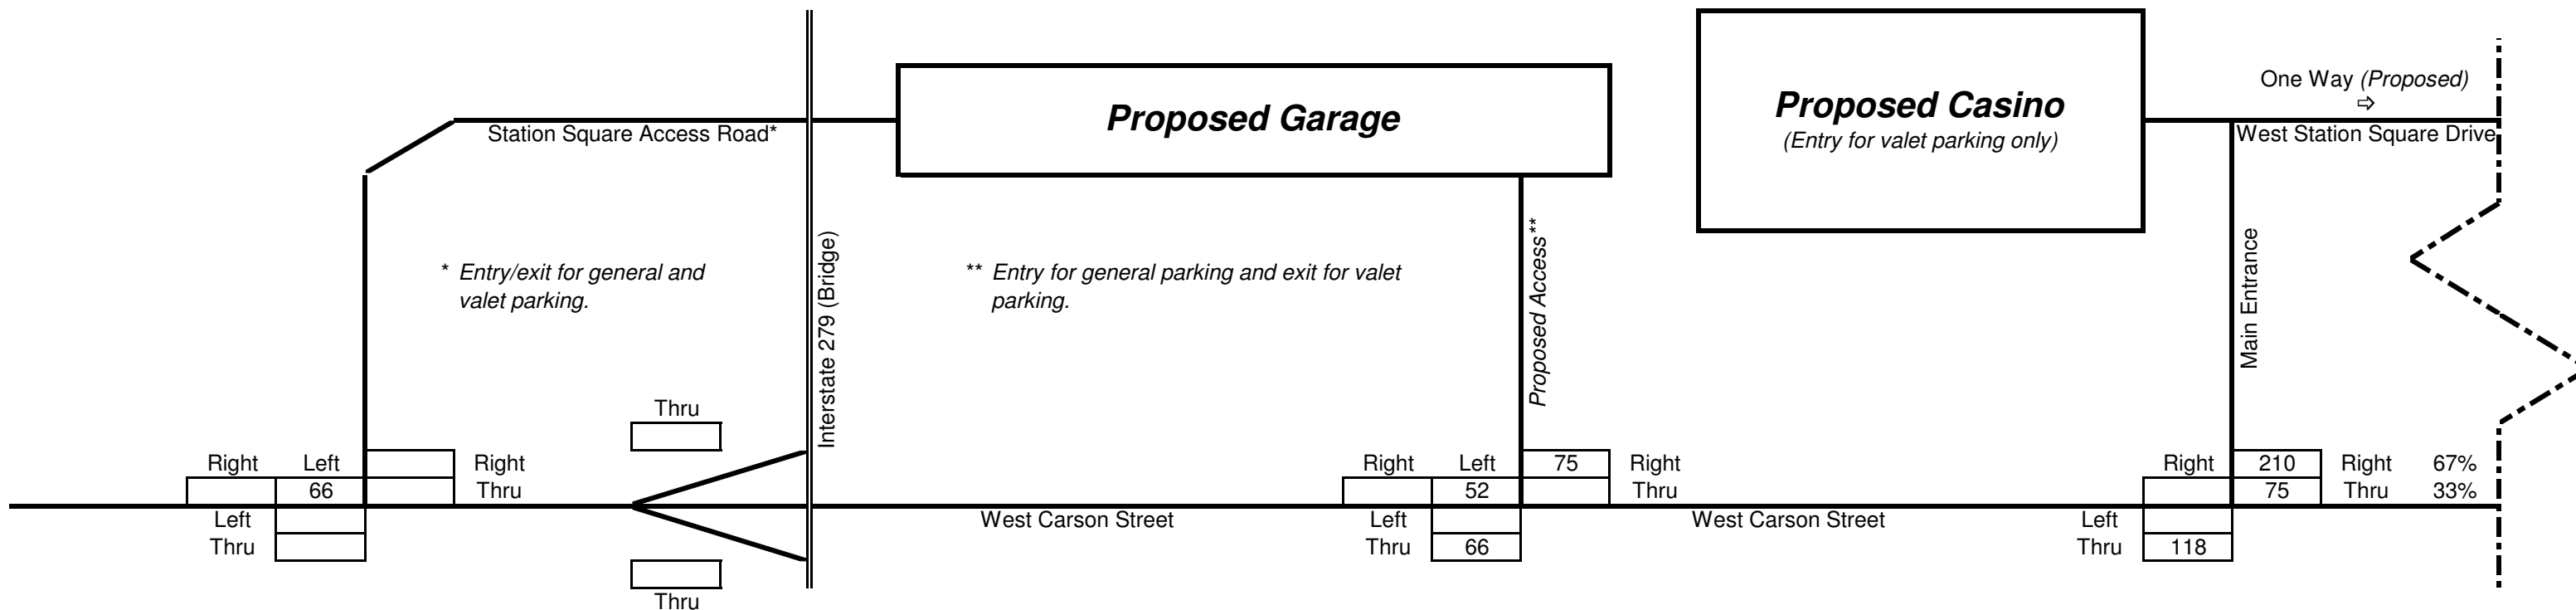 One Way (Proposed)
⇨
Proposed Garage
Proposed Casino
(Entry for valet parking only)
Station Square Access Road*
West Station Square Drive
* Entry/exit for general and
valet parking.
Interstate 279 (Bridge)
** Entry for general parking and exit for valet
parking.
Proposed Access**
Main Entrance
Thru
Right Left Right
66 Thru
Left
Thru
Thru
West Carson Street
Right Left 75 Right
52 Thru
Left
Thru 66
West Carson Street
Right 210 Right 67%
75 Thru 33%
Left
Thru 118